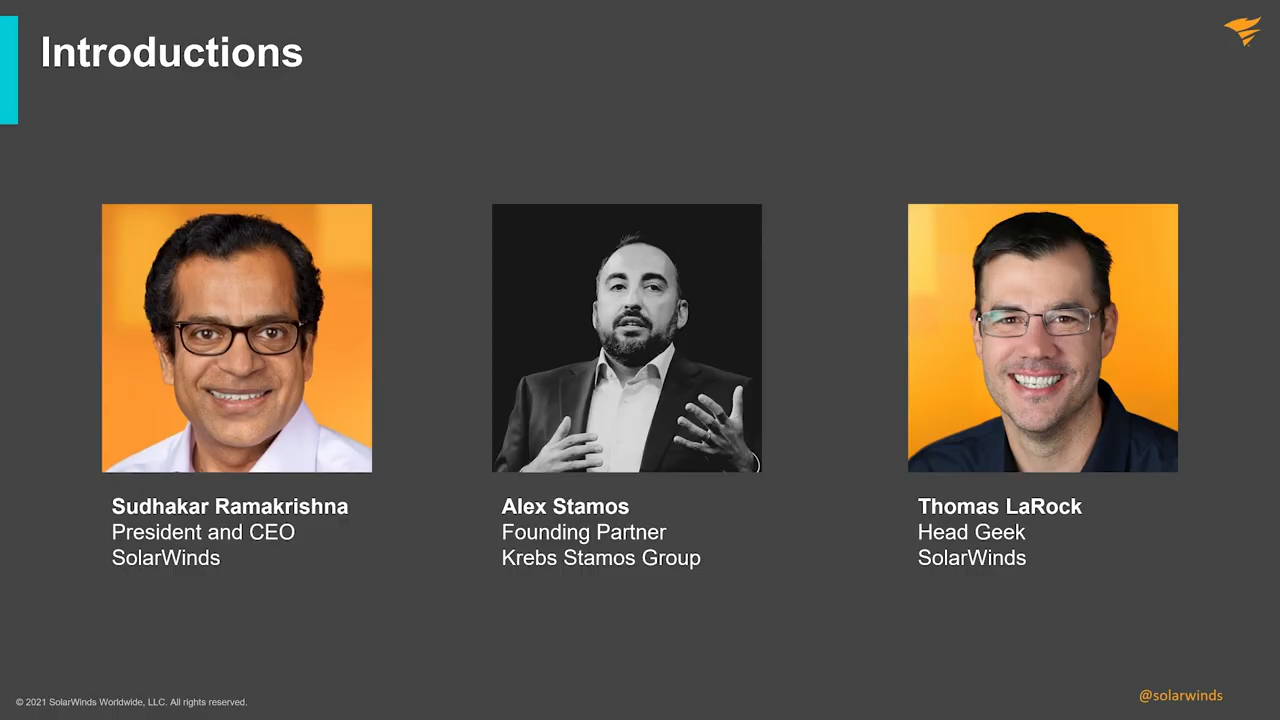 Introductions
Sudhakar Ramakrishna
President and CEO
SolarWinds
Alex Stamos
Founding Partner
Krebs Stamos Group
Thomas LaRock
Head Geek
SolarWinds
© 2021 SolarWinds Worldwide, LLC. All rights reserved.
@solarwinds